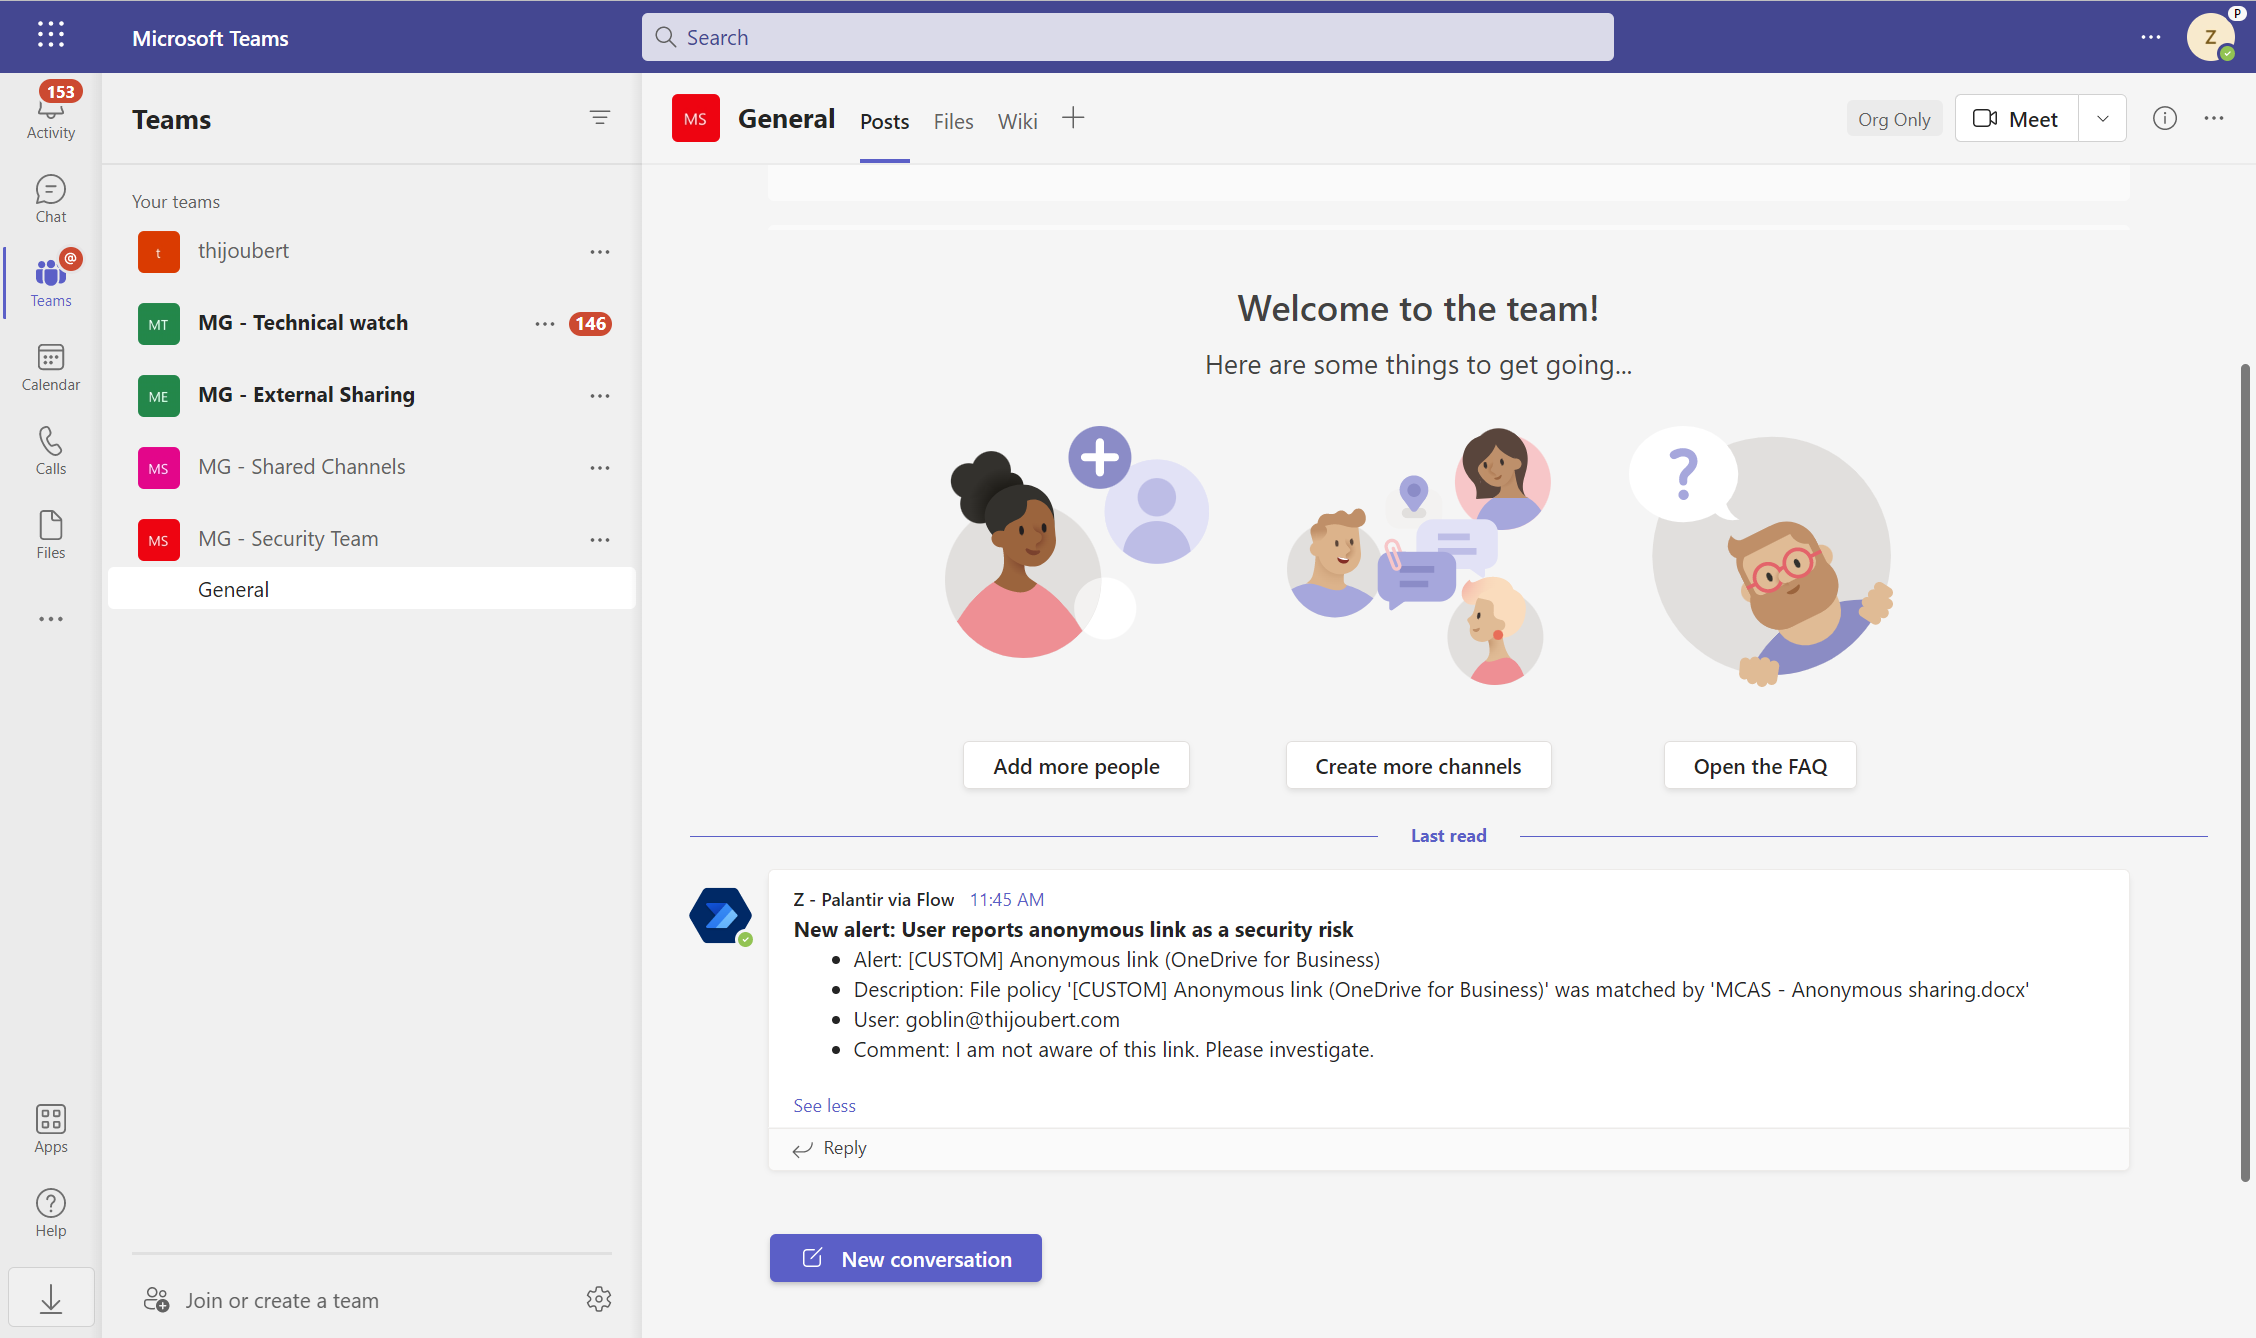 Microsoft Teams
Search
P
Z
153
Activity
Chat
@
Teams
Calendar
Calls
Files
Apps
Help
Teams
Your teams
t thijoubert
MT MG - Technical watch 146
ME MG - External Sharing
MS MG - Shared Channels
MS MG - Security Team
General
Join or create a team
MS General Posts Files Wiki
Org Only Meet
Welcome to the team!
Here are some things to get going...
?
Add more people Create more channels Open the FAQ
Last read
Z - Palantir via Flow 11:45 AM
New alert: User reports anonymous link as a security risk
• Alert: [CUSTOM] Anonymous link (OneDrive for Business)
• Description: File policy '[CUSTOM] Anonymous link (OneDrive for Business)' was matched by 'MCAS - Anonymous sharing.docx'
• User: goblin@thijoubert.com
• Comment: I am not aware of this link. Please investigate.
See less
Reply
New conversation